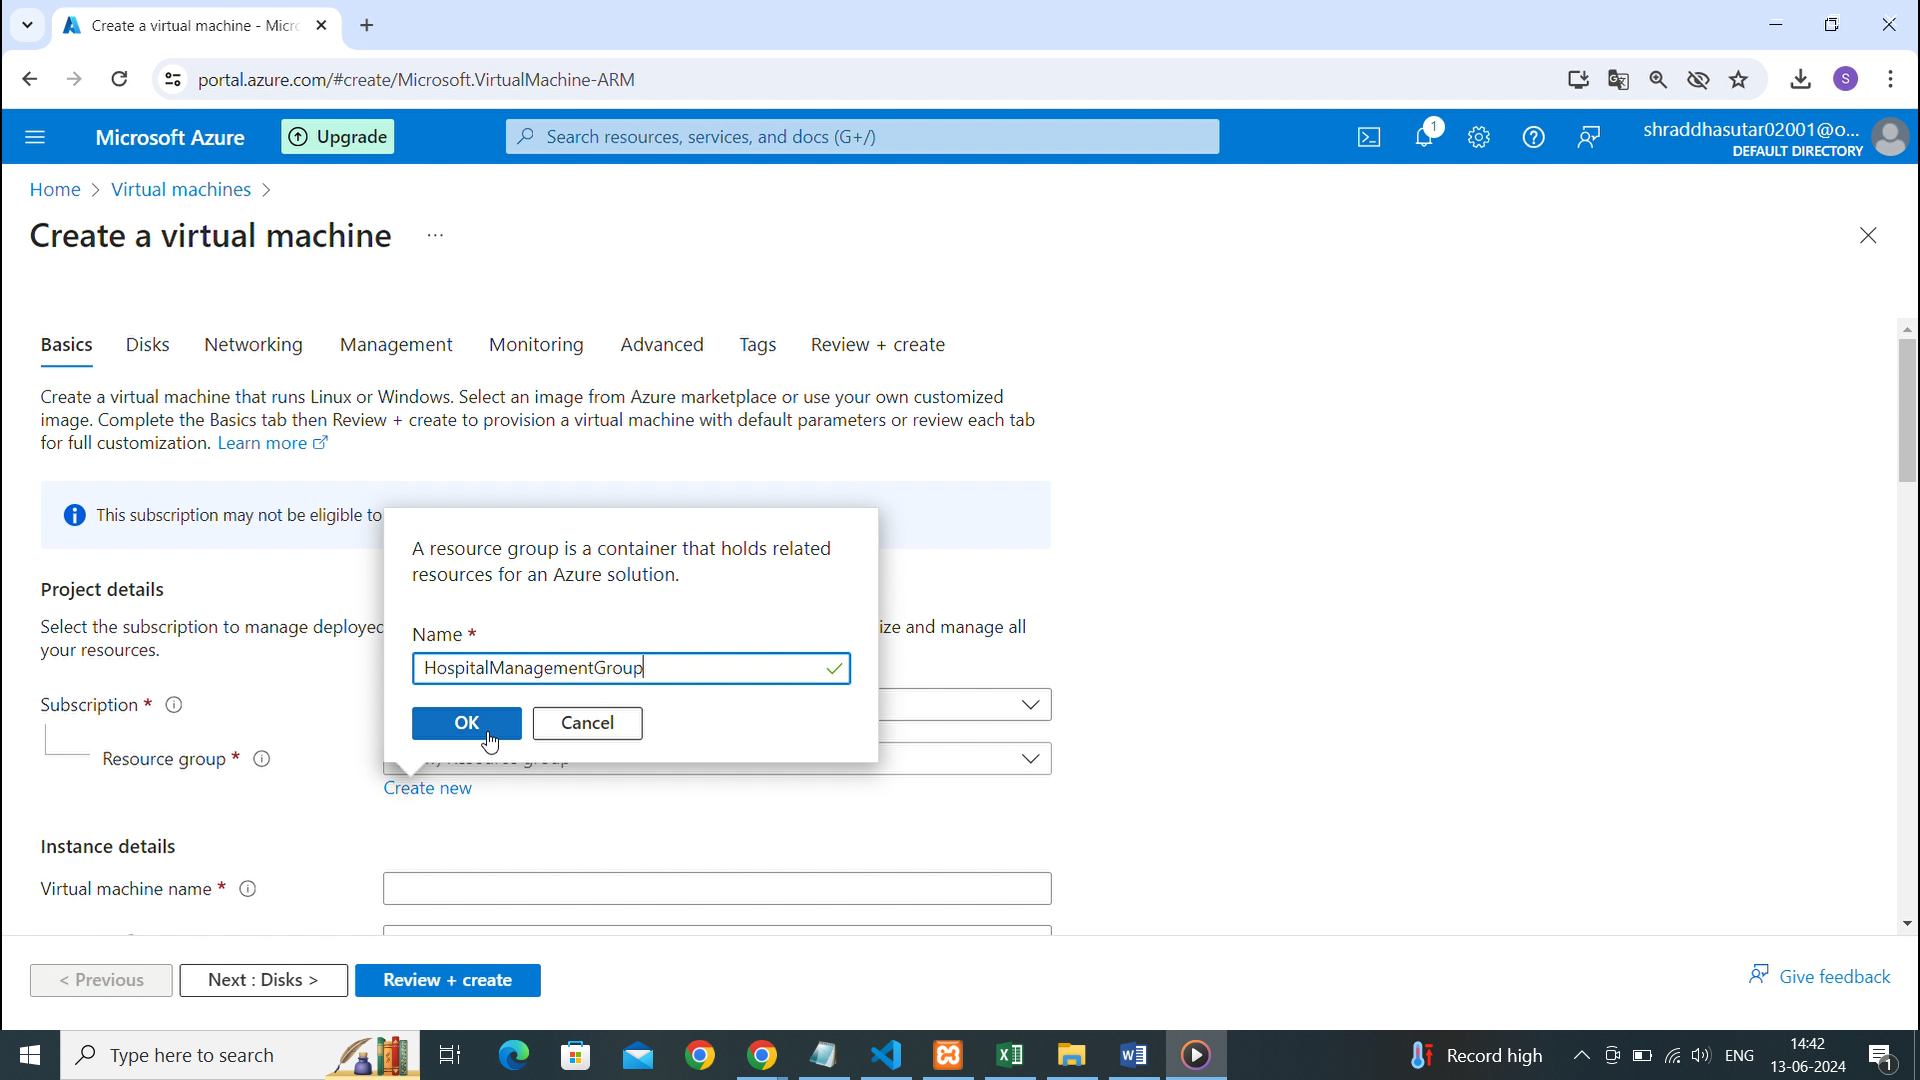 Create a virtual machine - Micr
portal.azure.com/#create/Microsoft.VirtualMachine-ARM
S
Microsoft Azure
Upgrade
Search resources, services, and docs (G+/)
1
shraddhasutar02001@o...
DEFAULT DIRECTORY
Home > Virtual machines >
Create a virtual machine ...
Basics Disks Networking Management Monitoring Advanced Tags Review + create
Create a virtual machine that runs Linux or Windows. Select an image from Azure marketplace or use your own customized
image. Complete the Basics tab then Review + create to provision a virtual machine with default parameters or review each tab
for full customization. Learn more
This subscription may not be eligible to
A resource group is a container that holds related
resources for an Azure solution.
Name *
HospitalManagementGroup
OK Cancel
Project details
Select the subscription to manage deployed ize and manage all
your resources.
Subscription *
Resource group *
Create new
Instance details
Virtual machine name *
< Previous
Next : Disks >
Review + create
Give feedback
Type here to search
Record high
ENG
14:42
13-06-2024
1